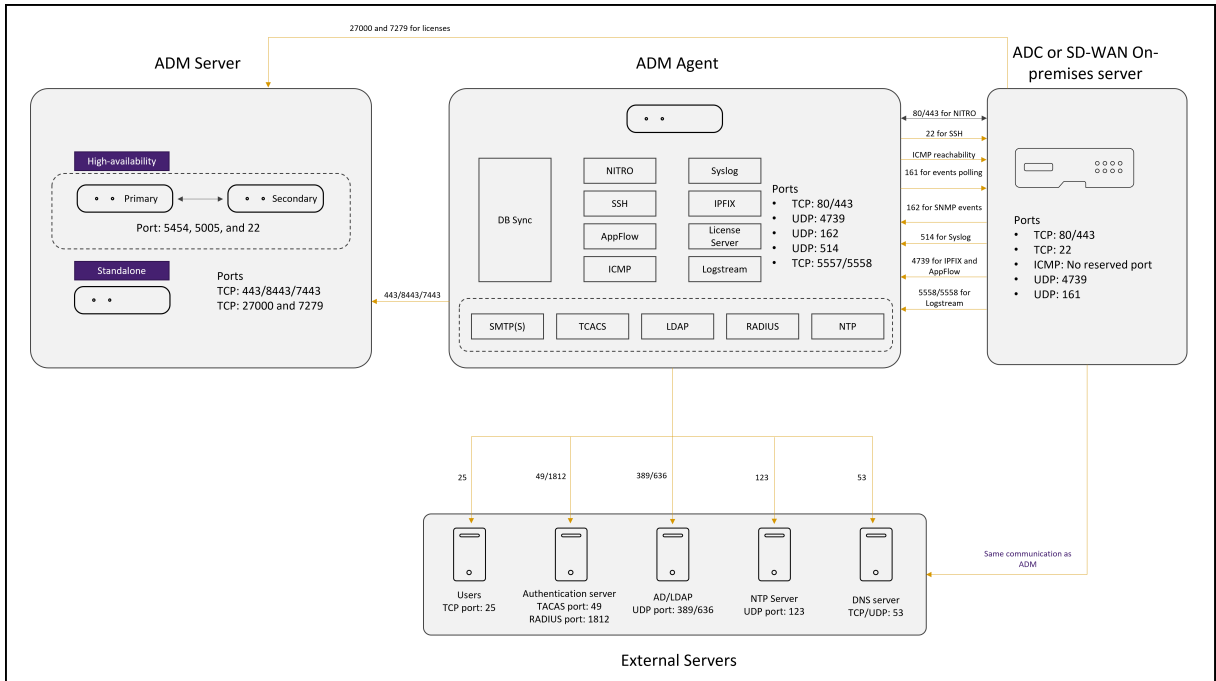 27000 and 7279 for licenses
ADM Server
ADM Agent
ADC or SD-WAN On-
premises server
High-availability
Primary
Secondary
Port: 5454, 5005, and 22
Standalone
Ports
TCP: 443/8443/7443
TCP: 27000 and 7279
443/8443/7443
DB Sync
NITRO
Syslog
SSH
IPFIX
AppFlow
License
Server
ICMP
Logstream
Ports
• TCP: 80/443
• UDP: 4739
• UDP: 162
• UDP: 514
• TCP: 5557/5558
SMTP(S)
TCACS
LDAP
RADIUS
NTP
80/443 for NITRO
22 for SSH
ICMP reachability
161 for events polling
162 for SNMP events
514 for Syslog
4739 for IPFIX and
AppFlow
5558/5558 for
Logstream
Ports
• TCP: 80/443
• TCP: 22
• ICMP: No reserved port
• UDP: 4739
• UDP: 161
25
49/1812
389/636
123
53
Same communication as
ADM
Users
TCP port: 25
Authentication server
TACAS port: 49
RADIUS port: 1812
AD/LDAP
UDP port: 389/636
NTP Server
UDP port: 123
DNS server
TCP/UDP: 53
External Servers